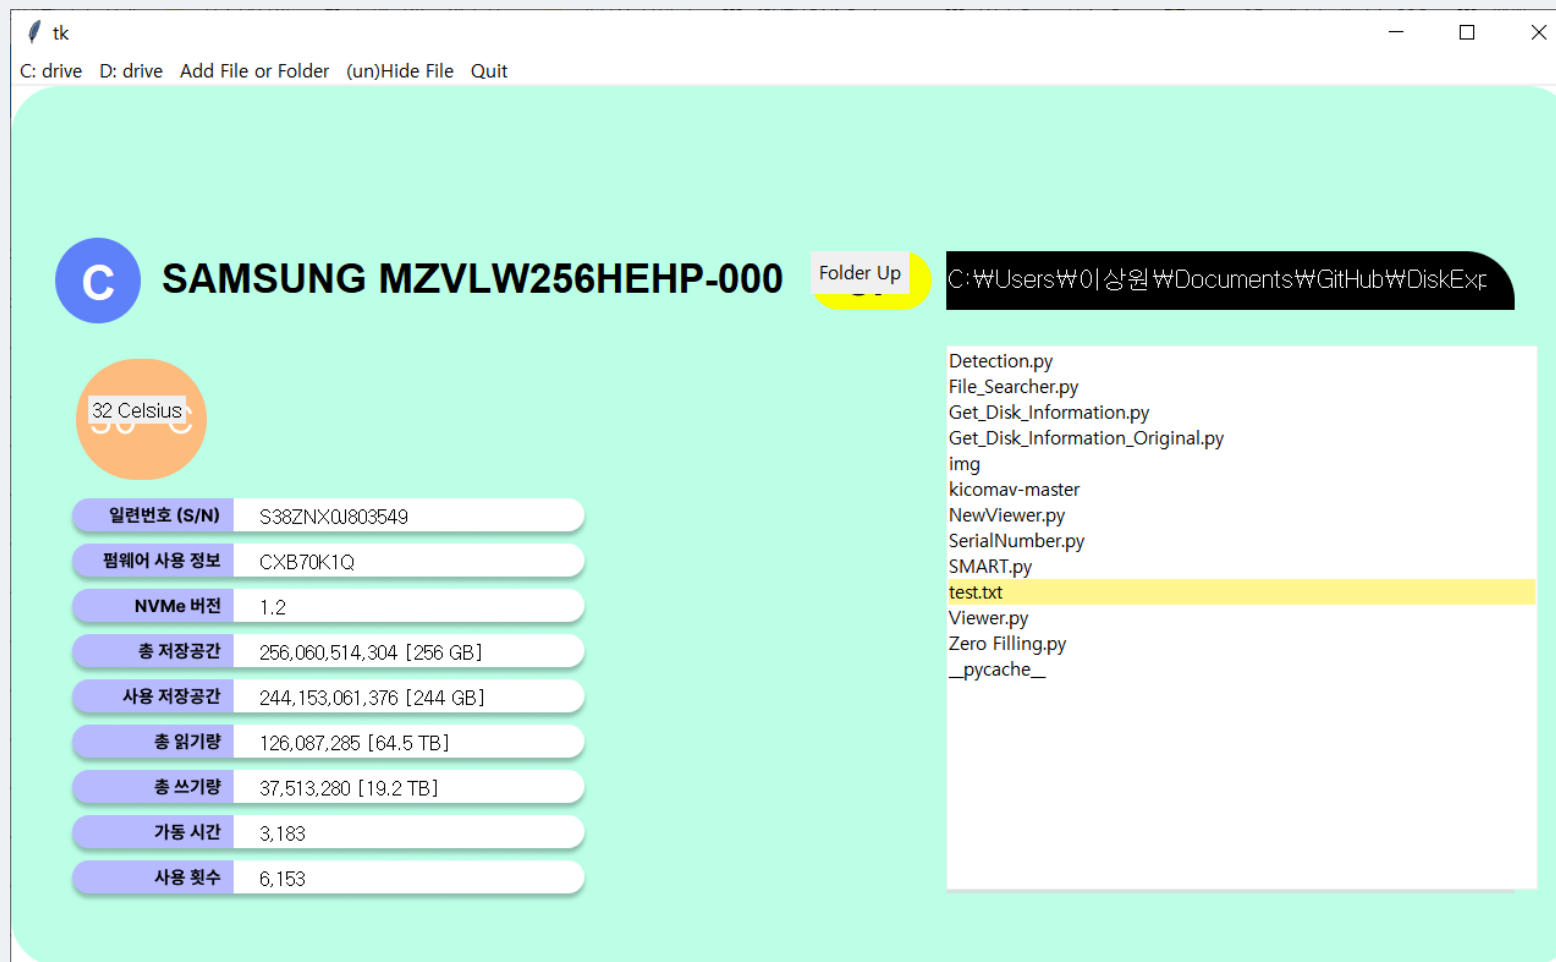 tk
C: drive D: drive Add File or Folder (un)Hide File Quit
C SAMSUNG MZVLW256HEHP-000 Folder Up C:₩Users₩이상원₩Documents₩GitHub₩DiskExp
32 Celsius
일련번호 (S/N) S38ZNX0J803549
펌웨어 사용 정보 CXB70K1Q
NVMe 버전 1.2
총 저장공간 256,060,514,304 [256 GB]
사용 저장공간 244,153,061,376 [244 GB]
총 읽기량 126,087,285 [64.5 TB]
총 쓰기량 37,513,280 [19.2 TB]
가동 시간 3,183
사용 횟수 6,153
Detection.py
File_Searcher.py
Get_Disk_Information.py
Get_Disk_Information_Original.py
img
kicomav-master
NewViewer.py
SerialNumber.py
SMART.py
test.txt
Viewer.py
Zero Filling.py
__pycache__